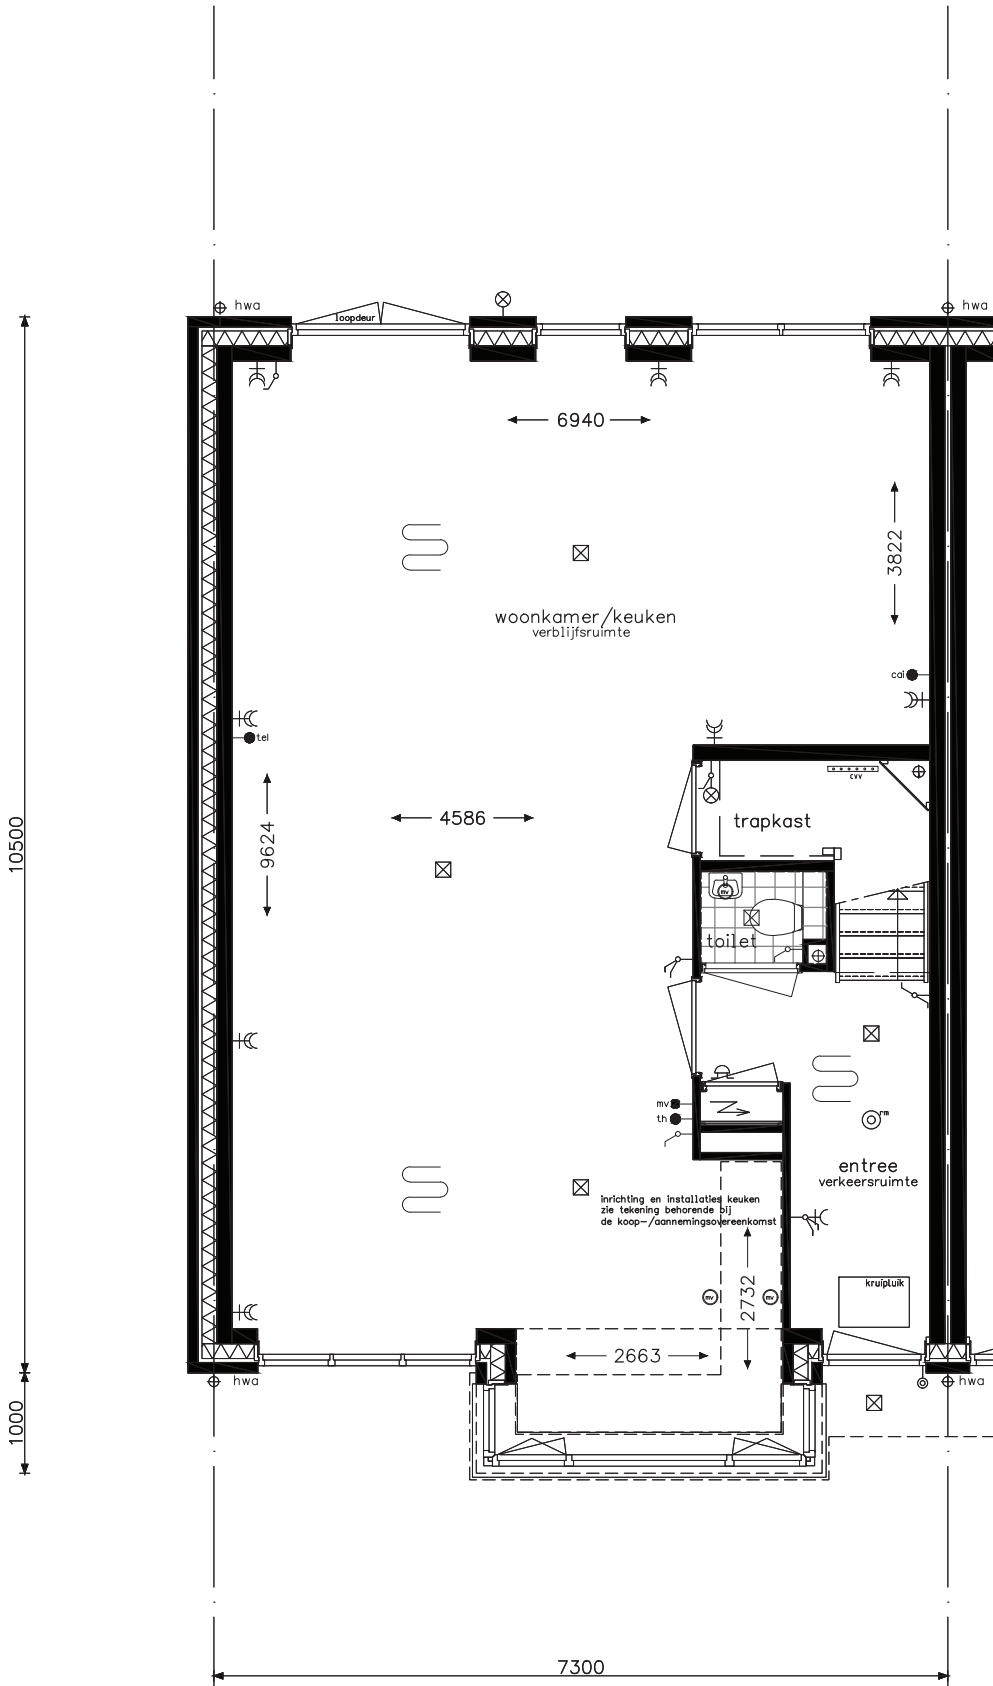 hwa
hwa
loopdeur
6940
3822
woonkamer/keuken
verblijfsruimte
cai
tel
cvv
trapkast
4586
9624
10500
mv
toilet
mv
th
rm
entree
verkeersruimte
inrichting en installaties keuken
zie tekening behorende bij
de koop-/aannemingsovereenkomst
kruipluik
mv
mv
2732
2663
hwa
hwa
1000
7300